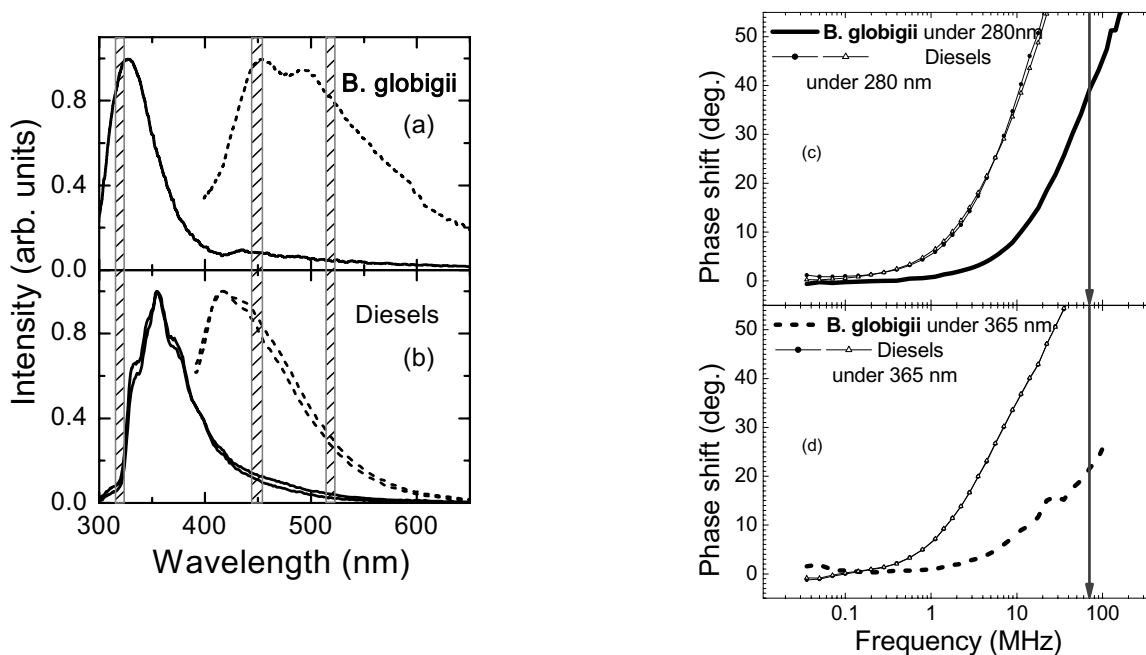 B. globigii
(a)
0.8
0.4
0.0
Diesels
(b)
0.8
0.4
0.0
300 400 500 600
Wavelength (nm)
Intensity (arb. units)
50
40
30
20
10
0
B. globigii under 280nm
Diesels
under 280 nm
(c)
Phase shift (deg.)
50
40
30
20
10
0
B. globigii under 365 nm
Diesels
under 365 nm
(d)
Phase shift (deg.)
0.1 1 10 100
Frequency (MHz)